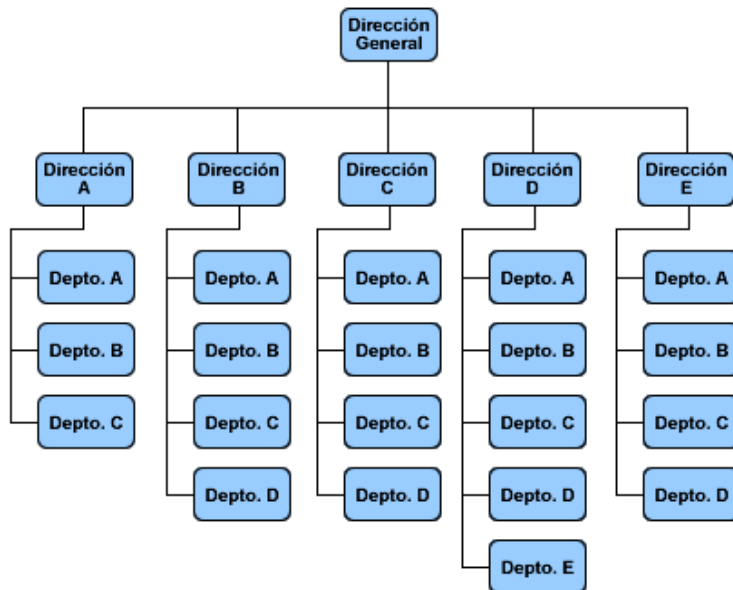 Dirección
General
Dirección
A
Dirección
B
Dirección
C
Dirección
D
Dirección
E
Depto. A
Depto. A
Depto. A
Depto. A
Depto. A
Depto. B
Depto. B
Depto. B
Depto. B
Depto. B
Depto. C
Depto. C
Depto. C
Depto. C
Depto. C
Depto. D
Depto. D
Depto. D
Depto. D
Depto. E